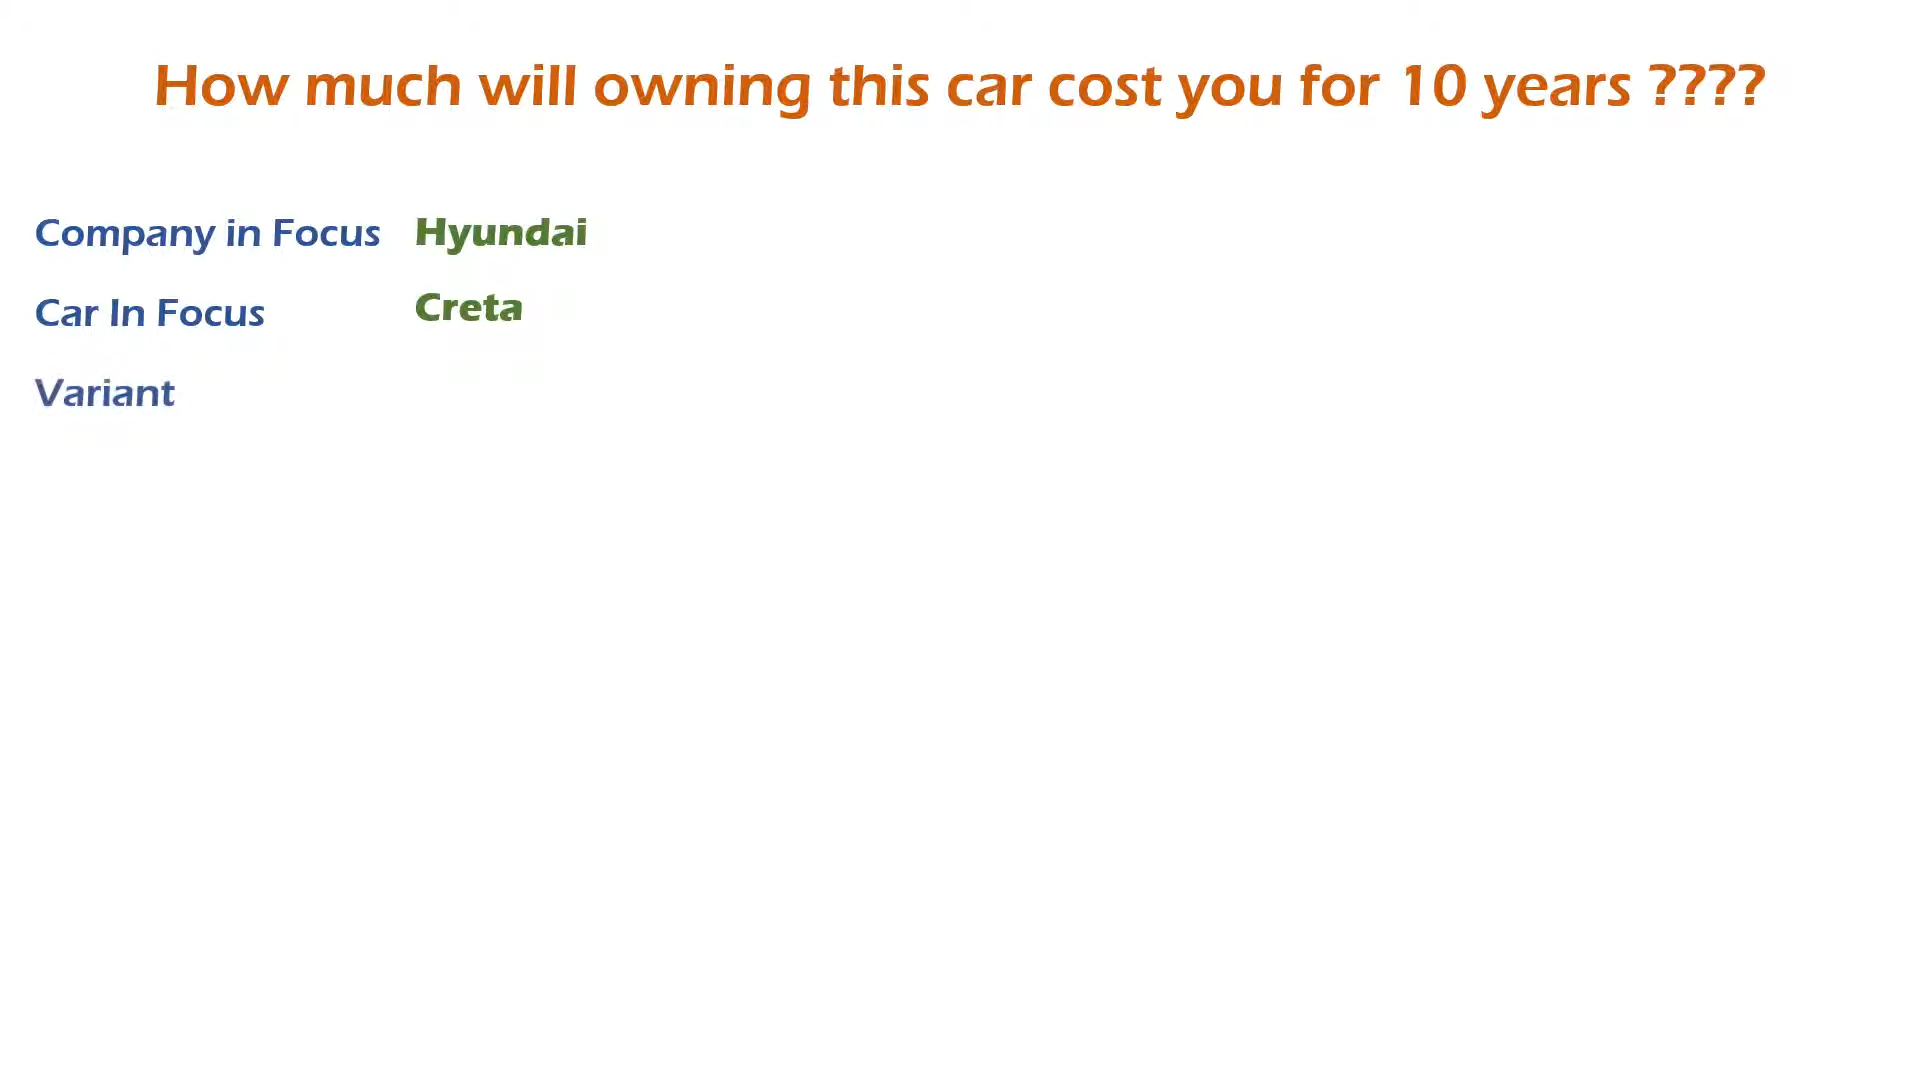 How much will owning this car cost you for 10 years ????
Company in Focus Hyundai
Car In Focus Creta
Variant